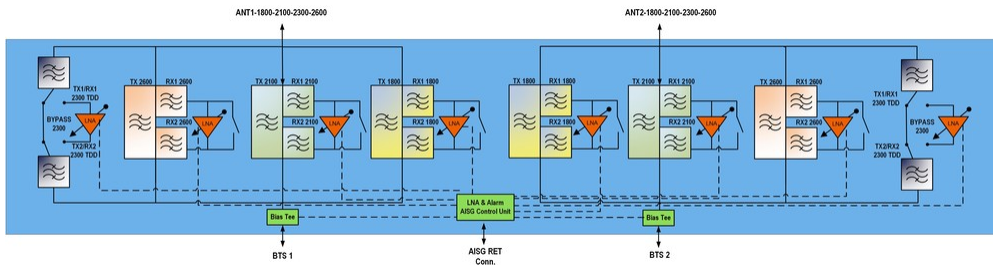 ANT1-1800-2100-2300-2600
ANT2-1800-2100-2300-2600
TX1/RX1
2300 TDD
BYPASS
2300
LNA
TX2/RX2
2300 TDD
TX 2600
RX1 2600
RX2 2600
LNA
TX 2100
RX1 2100
RX2 2100
LNA
TX 1800
RX1 1800
RX2 1800
LNA
TX 1800
RX1 1800
RX2 1800
LNA
TX 2100
RX1 2100
RX2 2100
LNA
TX 2600
RX1 2600
RX2 2600
LNA
TX1/RX1
2300 TDD
BYPASS
2300
LNA
TX2/RX2
2300 TDD
Bias Tee
LNA & Alarm
AISG Control Unit
Bias Tee
BTS 1
AISG RET
Conn.
BTS 2